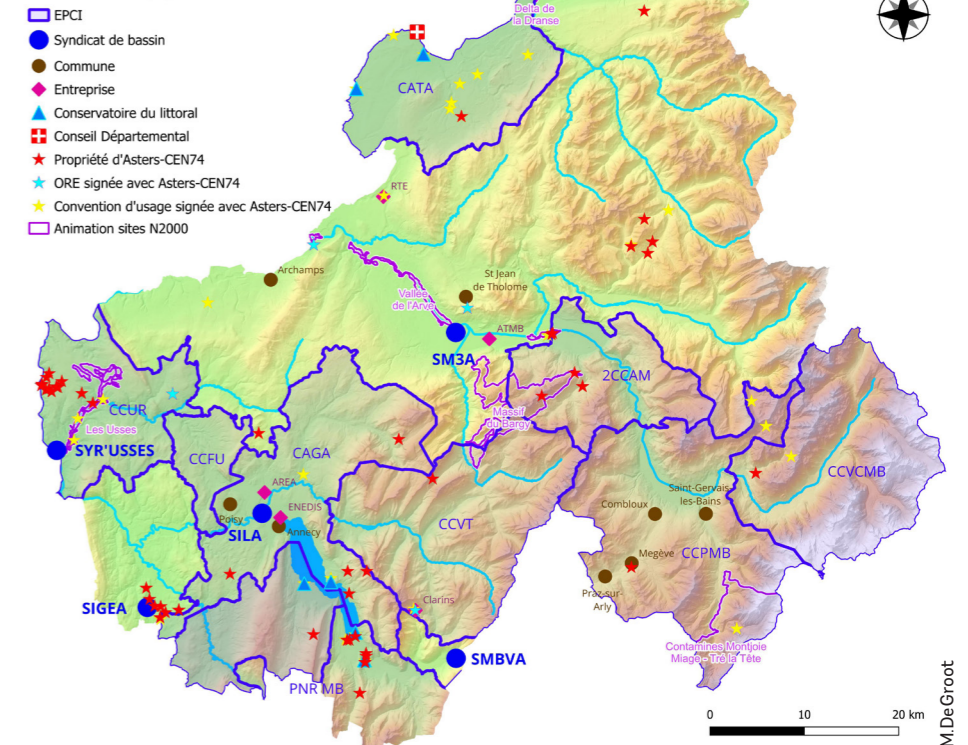 EPCI
Syndicat de bassin
Commune
Entreprise
Conservatoire du littoral
Conseil Départemental
Propriété d'Asters-CEN74
ORE signée avec Asters-CEN74
Convention d'usage signée avec Asters-CEN74
Animation sites N2000
Delta de
la Dranse
CATA
RTE
Archamps
St Jean
de Tholome
Vallée
de l'Arve
ATMB
SM3A
2CCAM
Massif
du Bargy
CCUR
Les Usses
SYR'USSES
CCFU
CAGA
AREA
ENEDIS
Poisy
Annecy
SILA
CCVT
CCVCMB
Saint-Gervais-
les-Bains
Combloux
CCPMB
Megève
Praz-sur-
Arly
SIGEA
Clarins
SMBVA
PNR MB
Contamines Montjoie
Miage - Tré la Tête
0 10 20 km
M.DeGroot